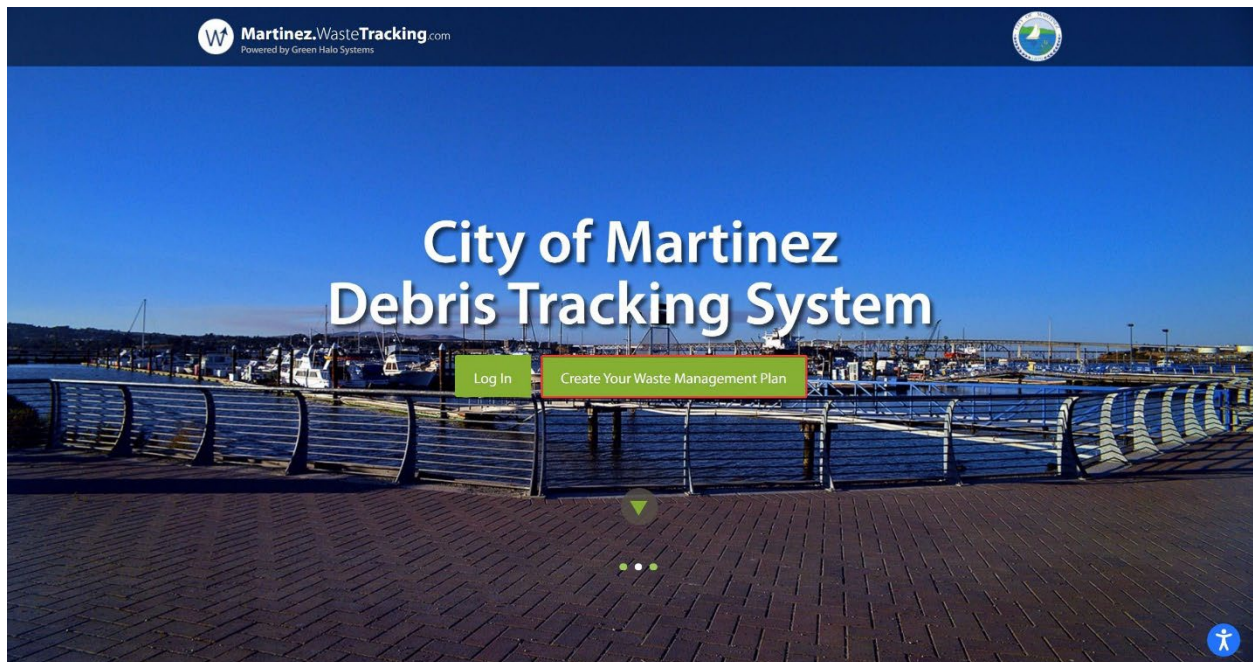 Martinez.WasteTracking.com
Powered by Green Halo Systems
City of Martinez
Debris Tracking System
Log In
Create Your Waste Management Plan